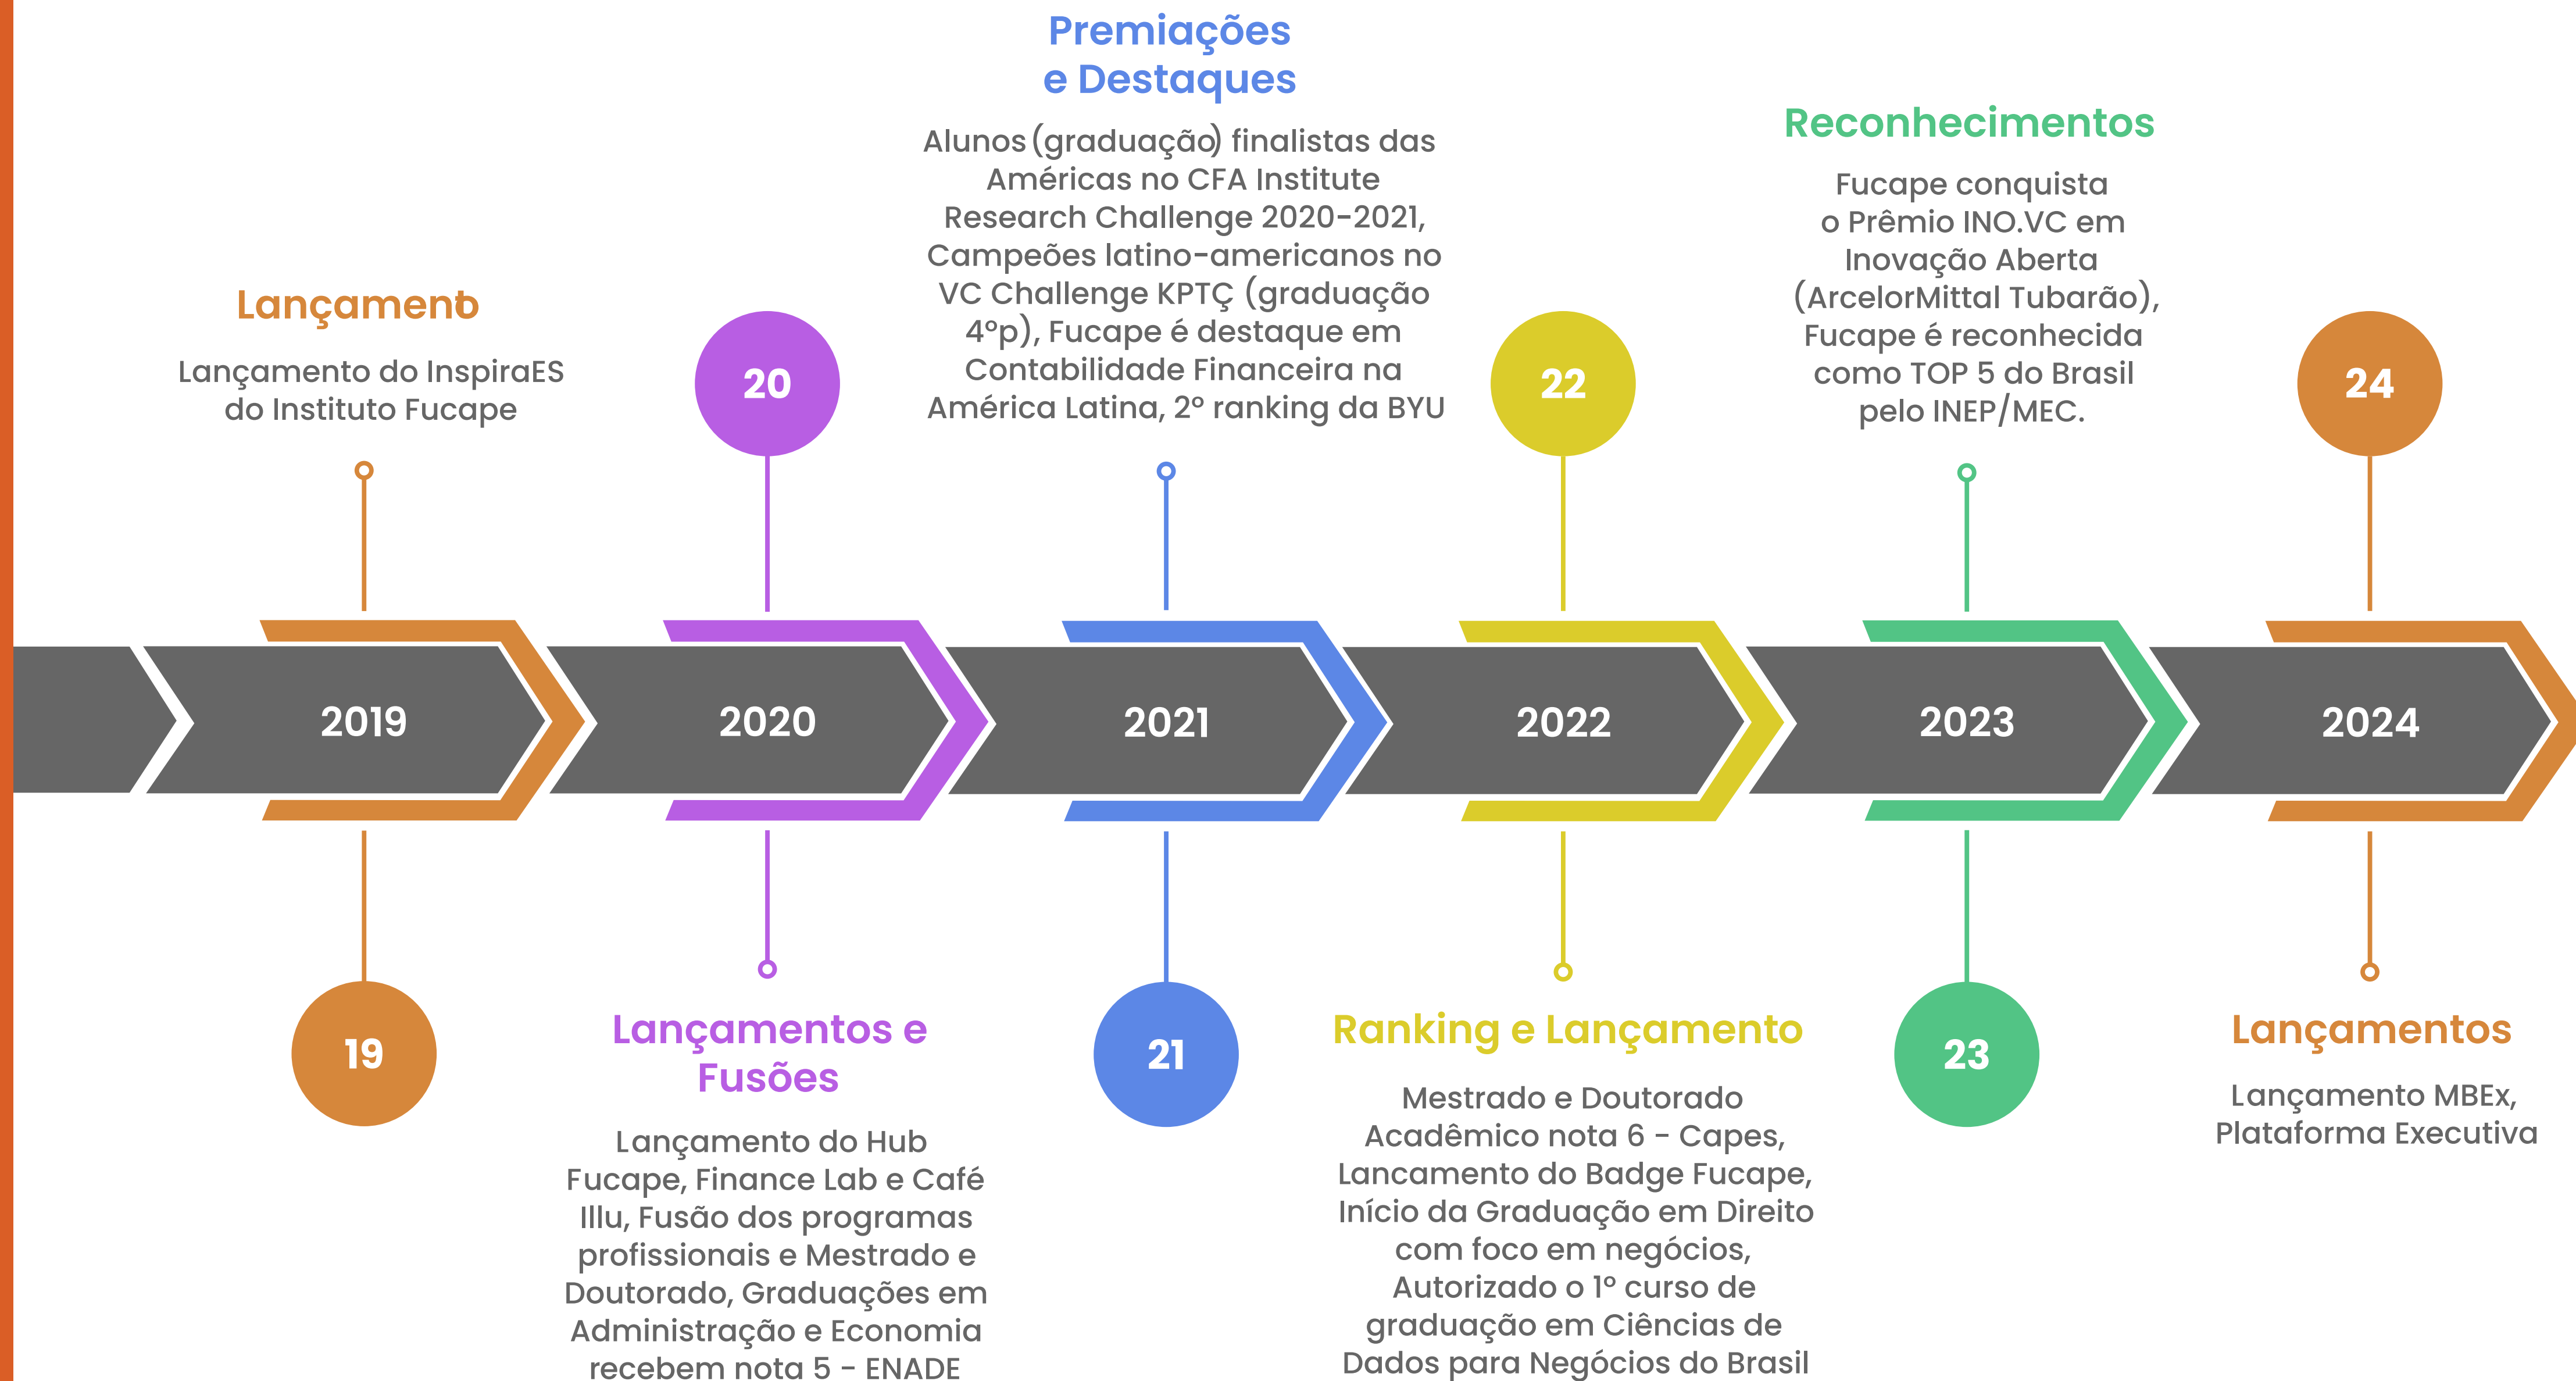 Lançamento
Lançamento do InspiraES
do Instituto Fucape
2019
19
20
2020
Lançamentos e
Fusões
Lançamento do Hub
Fucape, Finance Lab e Café
Illu, Fusão dos programas
profissionais e Mestrado e
Doutorado, Graduações em
Administração e Economia
recebem nota 5 - ENADE
Premiações
e Destaques
Alunos (graduação) finalistas das
Américas no CFA Institute
Research Challenge 2020-2021,
Campeões latino-americanos no
VC Challenge KPTÇ (graduação
4ºp), Fucape é destaque em
Contabilidade Financeira na
América Latina, 2º ranking da BYU
2021
21
22
2022
Ranking e Lançamento
Mestrado e Doutorado
Acadêmico nota 6 - Capes,
Lancamento do Badge Fucape,
Início da Graduação em Direito
com foco em negócios,
Autorizado o 1º curso de
graduação em Ciências de
Dados para Negócios do Brasil
Reconhecimentos
Fucape conquista
o Prêmio INO.VC em
Inovação Aberta
(ArcelorMittal Tubarão),
Fucape é reconhecida
como TOP 5 do Brasil
pelo INEP/MEC.
2023
23
24
2024
Lançamentos
Lançamento MBEx,
Plataforma Executiva